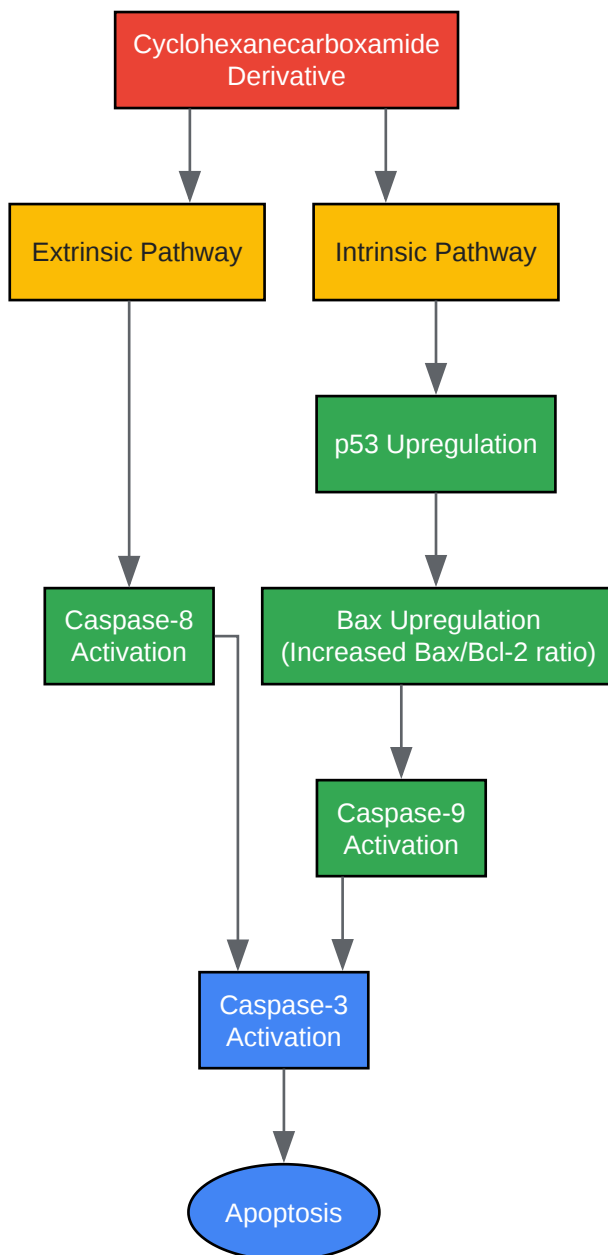 Cyclohexanecarboxamide
Derivative
Extrinsic Pathway
Intrinsic Pathway
p53 Upregulation
Caspase-8
Activation
Bax Upregulation
(Increased Bax/Bcl-2 ratio)
Caspase-9
Activation
Caspase-3
Activation
Apoptosis